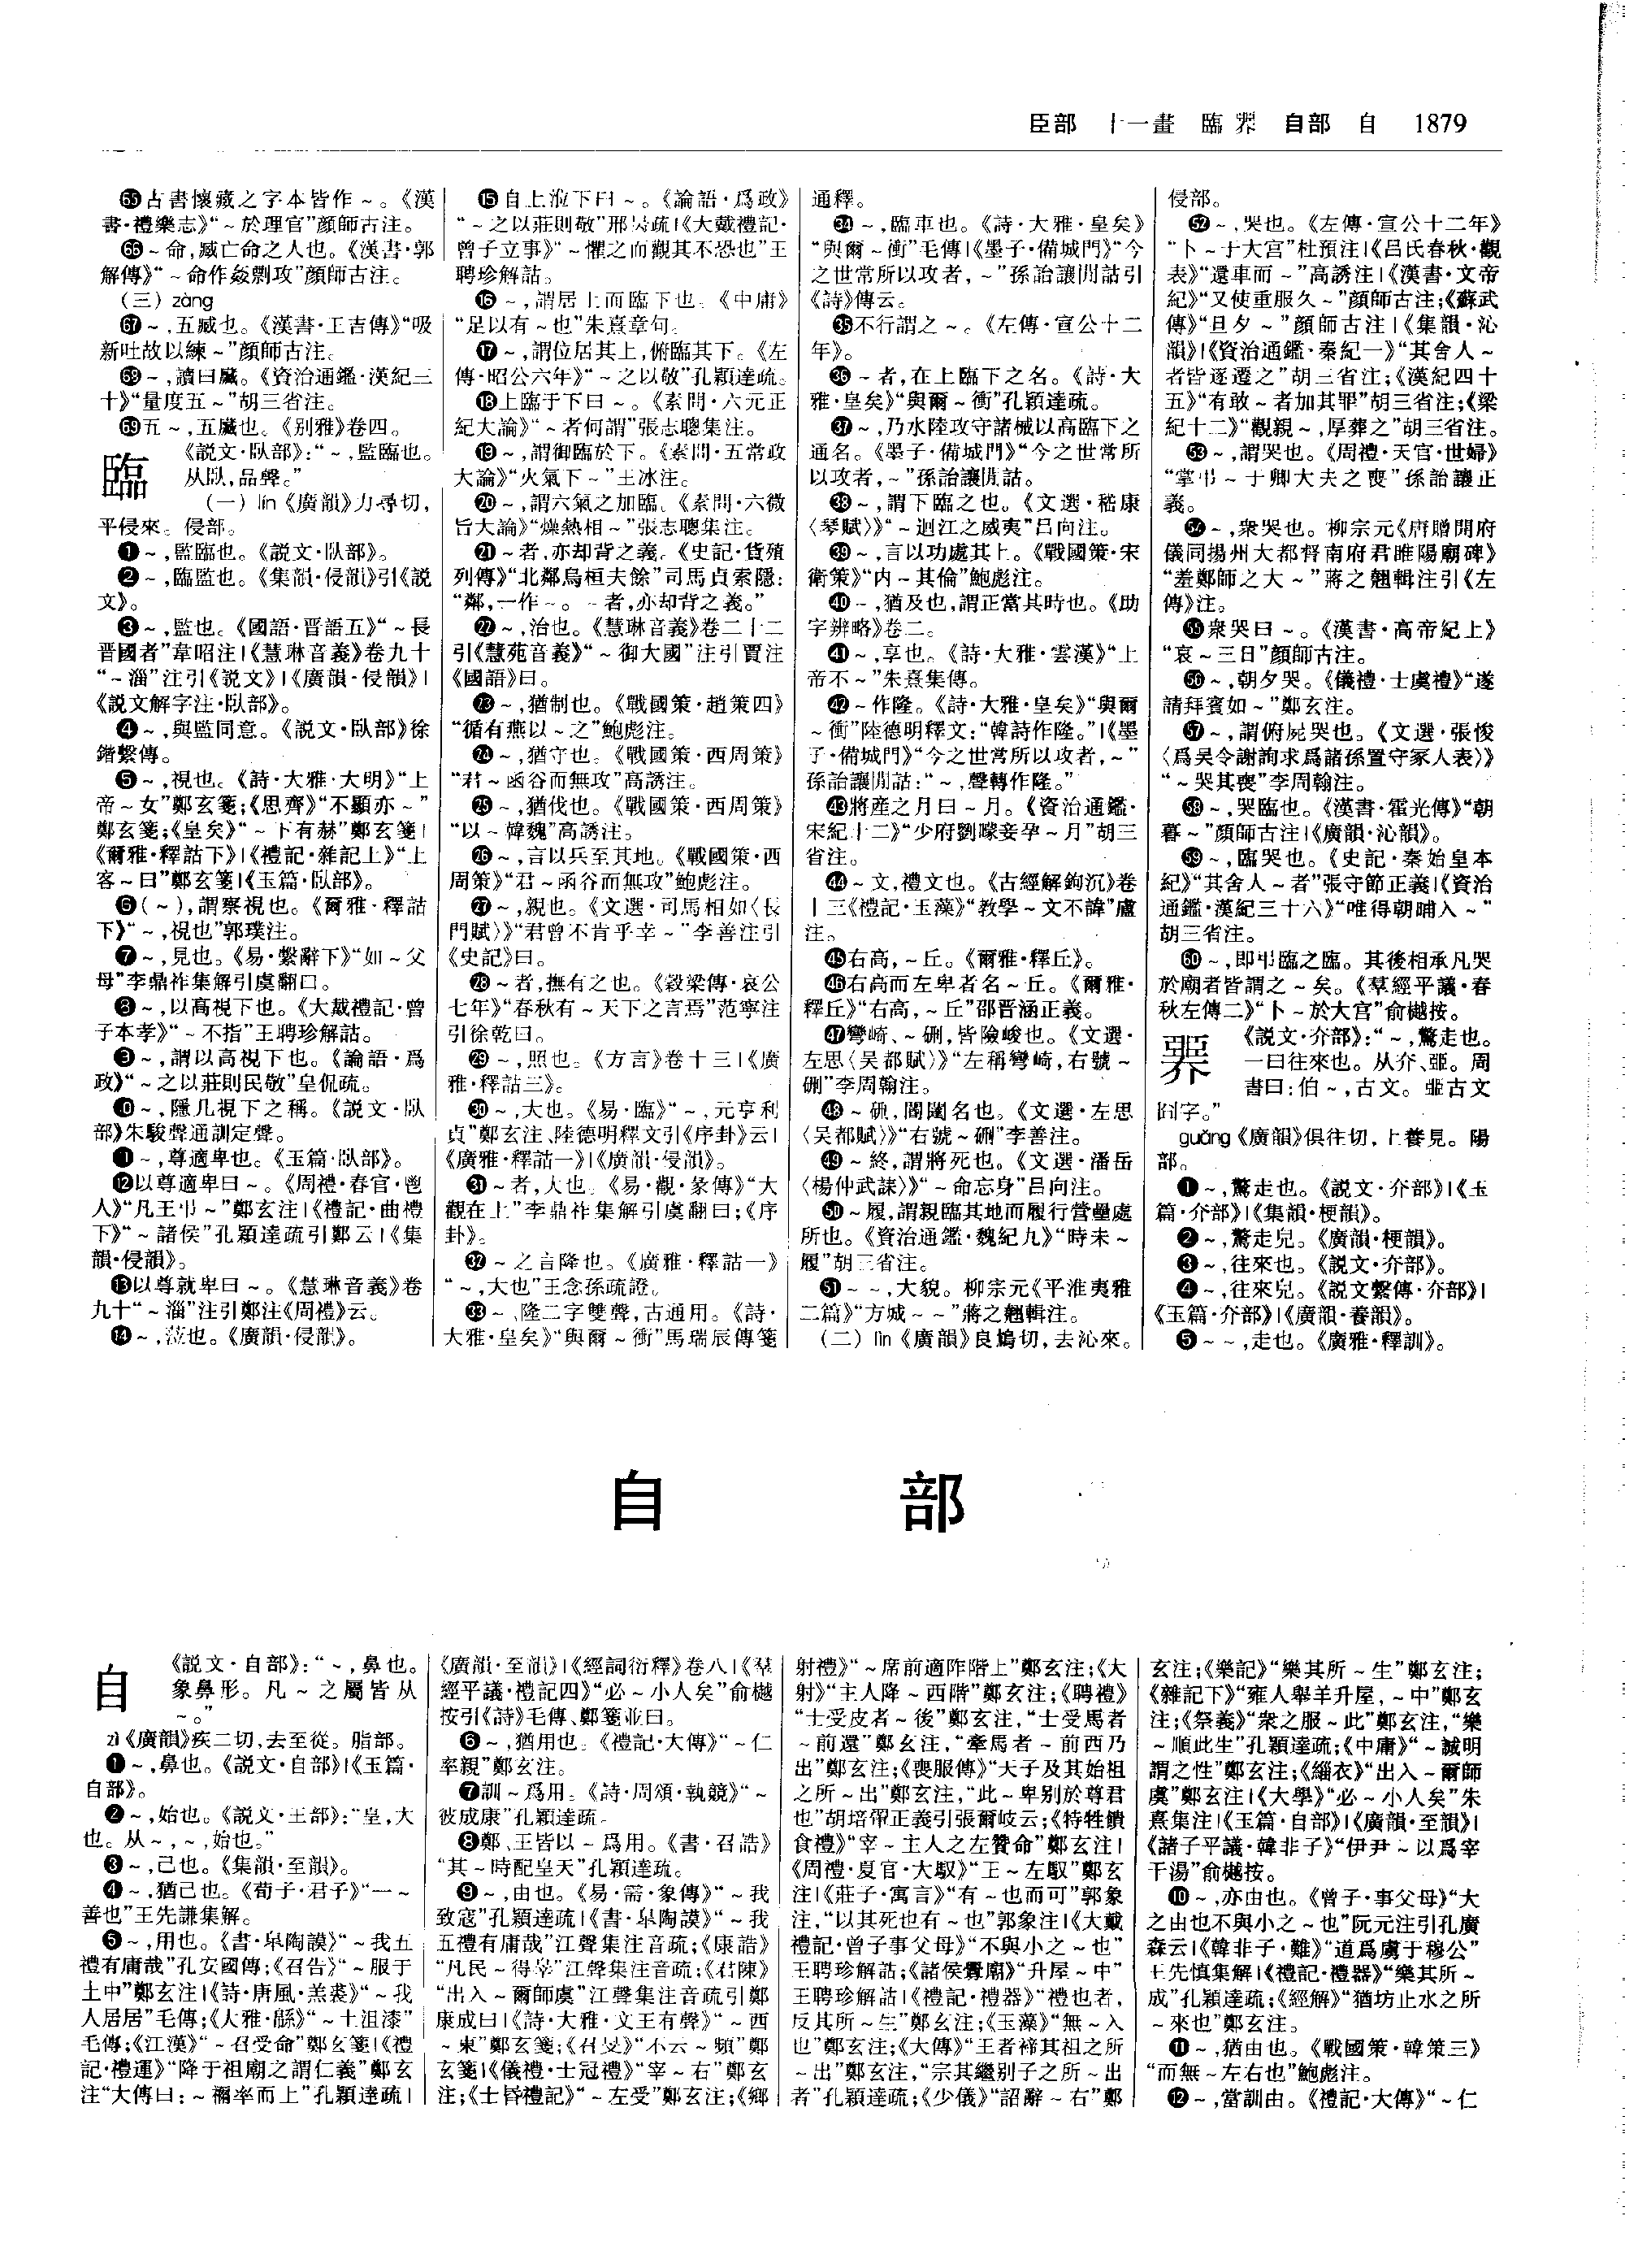 臣部 十一畫 臨 燛 自部 自 1879
65古書懷藏之字本皆作～。《漢
書·禮樂志》“～於理官”顏師古注。
66～命,臧亡命之人也。《漢書·郭
解傳》“～命作姦剽攻”顏師古注。
（三）zàng
67～,五臧也。《漢書·王吉傳》“吸
新吐故以練～”顏師古注。
68～,讀曰臟。《資治通鑑·漢紀三
十》“量度五～”胡三省注。
69五～,五臟也。《别雅》卷四。
臨
《説文·臥部》:“～,監臨也。
从臥,品聲。”
（一）lín《廣韻》力尋切,
平侵來。侵部。
❶～,監臨也。《説文·臥部》。
❷～,臨監也。《集韻·侵韻》引《説
文》。
❸～,監也。《國語·晋語五》“～長
晋國者”韋昭注|《慧琳音義》卷九十
“～淄”注引《説文》|《廣韻·侵韻》|
《説文解字注·臥部》。
❹～,與監同意。《説文·臥部》徐
鍇繫傳。
❺～,視也。《詩·大雅·大明》“上
帝～女”鄭玄箋;《思齊》“不顯亦～”
鄭玄箋;《皇矣》“～下有赫”鄭玄箋|
《爾雅·釋詁下》|《禮記·雜記上》“上
客～曰”鄭玄箋|《玉篇·臥部》。
❻(～),謂察視也。《爾雅·釋詁
下》“～,視也”郭璞注。
❼～,見也。《易·繫辭下》“如～父
母”李鼎祚集解引虞翻曰。
❽～,以高視下也。《大戴禮記·曾
子本孝》“～不指”王聘珍解詁。
❾～,謂以高視下也。《論語·爲
政》“～之以莊則民敬”皇侃疏。
❿～,隱几視下之稱。《説文·臥
部》朱駿聲通訓定聲。
⓫～,尊適卑也。《玉篇·臥部》。
⓬以尊適卑曰～。《周禮·春官·鬯
人》“凡王弔～”鄭玄注|《禮記·曲禮
下》“～諸侯”孔穎達疏引鄭云|《集
韻·侵韻》。
⓭以尊就卑曰～。《慧琳音義》卷
九十“～淄”注引鄭注《周禮》云。
⓮～,涖也。《廣韻·侵韻》。
⓯自上涖下曰～。《論語·爲政》
“～之以莊則敬”邢昺疏|《大戴禮記·
曾子立事》“～懼之而觀其不恐也”王
聘珍解詁。
⓰～,謂居上而臨下也。《中庸》
“足以有～也”朱熹章句。
⓱～,謂位居其上,俯臨其下。《左
傳·昭公六年》“～之以敬”孔穎達疏。
⓲上臨于下曰～。《素問·六元正
紀大論》“～者何謂”張志聰集注。
⓳～,謂御臨於下。《素問·五常政
大論》“火氣下～”王冰注。
⓴～,謂六氣之加臨。《素問·六微
旨大論》“燥熱相～”張志聰集注。
21～者,亦却背之義。《史記·貨殖
列傳》“北鄰烏桓夫餘”司馬貞索隱:
“鄰,一作～。～者,亦却背之義。”
22～,治也。《慧琳音義》卷二十二
引《慧苑音義》“～御大國”注引賈注
《國語》曰。
23～,猶制也。《戰國策·趙策四》
“循有燕以～之”鮑彪注。
24～,猶守也。《戰國策·西周策》
“君～函谷而無攻”高誘注。
25～,猶伐也。《戰國策·西周策》
“以～韓魏”高誘注。
26～,言以兵至其地。《戰國策·西
周策》“君～函谷而無攻”鮑彪注。
27～,親也。《文選·司馬相如〈長
門賦〉》“君曾不肯乎幸～”李善注引
《史記》曰。
28～者,撫有之也。《穀梁傳·哀公
七年》“春秋有～天下之言焉”范寧注
引徐乾曰。
29～,照也。《方言》卷十三|《廣
雅·釋詁三》。
30～,大也。《易·臨》“～,元亨利
貞”鄭玄注、陸德明釋文引《序卦》云|
《廣雅·釋詁一》|《廣韻·侵韻》。
31～者,大也。《易·觀·彖傳》“大
觀在上”李鼎祚集解引虞翻曰;《序
卦》。
32～之言隆也。《廣雅·釋詁一》
“～,大也”王念孫疏證。
33～、隆二字雙聲,古通用。《詩·
大雅·皇矣》“與爾～衝”馬瑞辰傳箋
通釋。
34～,臨車也。《詩·大雅·皇矣》
“與爾～衝”毛傳|《墨子·備城門》“今
之世常所以攻者,～”孫詒讓閒詁引
《詩》傳云。
35不行謂之～。《左傳·宣公十二
年》。
36～者,在上臨下之名。《詩·大
雅·皇矣》“與爾～衝”孔穎達疏。
37～,乃水陸攻守諸械以高臨下之
通名。《墨子·備城門》“今之世常所
以攻者,～”孫詒讓閒詁。
38～,謂下臨之也。《文選·嵇康
〈琴賦〉》“～迴江之威夷”吕向注。
39～,言以功處其上。《戰國策·宋
衛策》“内～其倫”鮑彪注。
40～,猶及也,謂正當其時也。《助
字辨略》卷二。
41～,享也。《詩·大雅·雲漢》“上
帝不～”朱熹集傳。
42～作隆。《詩·大雅·皇矣》“與爾
～衝”陸德明釋文:“韓詩作隆。”|《墨
子·備城門》“今之世常所以攻者,～”
孫詒讓閒詁:“～,聲轉作隆。”
43將産之月曰～月。《資治通鑑·
宋紀十二》“少府劉曚妾孕～月”胡三
省注。
44～文,禮文也。《古經解鉤沉》卷
十三《禮記·玉藻》“教學～文不諱”盧
注。
45右高,～丘。《爾雅·釋丘》。
46右高而左卑者名～丘。《爾雅·
釋丘》“右高,～丘”邵晋涵正義。
47彎崎、～硎,皆險峻也。《文選·
左思〈吴都賦〉》“左稱彎崎,右號～
硎”李周翰注。
48～硎,閣闥名也。《文選·左思
〈吴都賦〉》“右號～硎”李善注。
49～終,謂將死也。《文選·潘岳
〈楊仲武誄〉》“～命忘身”吕向注。
50～履,謂親臨其地而履行營壘處
所也。《資治通鑑·魏紀九》“時未～
履”胡三省注。
51～～,大貌。柳宗元《平淮夷雅
二篇》“方城～～”蔣之翹輯注。
（二）lìn《廣韻》良鴆切,去沁來。
侵部。
52～,哭也。《左傳·宣公十二年》
“卜～于大宫”杜預注|《吕氏春秋·觀
表》“還車而～”高誘注|《漢書·文帝
紀》“又使重服久～”顏師古注;《蘇武
傳》“旦夕～”顏師古注|《集韻·沁
韻》|《資治通鑑·秦紀一》“其舍人～
者皆逐遷之”胡三省注;《漢紀四十
五》“有敢～者加其罪”胡三省注;《梁
紀十二》“觀親～,厚葬之”胡三省注。
53～,謂哭也。《周禮·天官·世婦》
“掌弔～于卿大夫之喪”孫詒讓正
義。
54～,衆哭也。柳宗元《唐贈開府
儀同揚州大都督南府君睢陽廟碑》
“羞鄭師之大～”蔣之翹輯注引《左
傳》注。
55衆哭曰～。《漢書·高帝紀上》
“哀～三日”顏師古注。
56～,朝夕哭。《儀禮·士虞禮》“遂
請拜賓如～”鄭玄注。
57～,謂俯屍哭也。《文選·張悛
〈爲吴令謝詢求爲諸孫置守冢人表〉》
“～哭其喪”李周翰注。
58～,哭臨也。《漢書·霍光傳》“朝
暮～”顏師古注|《廣韻·沁韻》。
59～,臨哭也。《史記·秦始皇本
紀》“其舍人～者”張守節正義|《資治
通鑑·漢紀三十六》“唯得朝晡入～”
胡三省注。
60～,即弔臨之臨。其後相承凡哭
於廟者皆謂之～矣。《羣經平議·春
秋左傳二》“卜～於大宫”俞樾按。
《説文·夰部》:“～,驚走也。
一曰往來也。从夰、𦣞。周
書曰:伯～,古文。𦣞古文
囧字。”
guǎng《廣韻》俱往切,上養見。陽
部。
❶～,驚走也。《説文·夰部》|《玉
篇·夰部》|《集韻·梗韻》。
❷～,驚走皃。《廣韻·梗韻》。
❸～,往來也。《説文·夰部》。
❹～,往來皃。《説文繫傳·夰部》|
《玉篇·夰部》|《廣韻·養韻》。
❺～～,走也。《廣雅·釋訓》。
自 部
自
《説文·自部》:“～,鼻也。
象鼻形。凡～之屬皆从
～。”
zì《廣韻》疾二切,去至從。脂部。
❶～,鼻也。《説文·自部》|《玉篇·
自部》。
❷～,始也。《説文·王部》:“皇,大
也。从～,～,始也。”
❸～,己也。《集韻·至韻》。
❹～,猶己也。《荀子·君子》“一～
善也”王先謙集解。
❺～,用也。《書·皋陶謨》“～我五
禮有庸哉”孔安國傳;《召告》“～服于
土中”鄭玄注|《詩·唐風·羔裘》“～我
人居居”毛傳;《大雅·緜》“～土沮漆”
毛傳;《江漢》“～召受命”鄭玄箋|《禮
記·禮運》“降于祖廟之謂仁義”鄭玄
注“大傳曰:～禰率而上”孔穎達疏|
《廣韻·至韻》|《經詞衍釋》卷八|《羣
經平議·禮記四》“必～小人矣”俞樾
按引《詩》毛傳、鄭箋並曰。
❻～,猶用也。《禮記·大傳》“～仁
率親”鄭玄注。
❼訓～爲用。《詩·周頌·執競》“～
彼成康”孔穎達疏。
❽鄭、王皆以～爲用。《書·召誥》
“其～時配皇天”孔穎達疏。
❾～,由也。《易·需·象傳》“～我
致寇”孔穎達疏|《書·皋陶謨》“～我
五禮有庸哉”江聲集注音疏;《康誥》
“凡民～得辠”江聲集注音疏;《君陳》
“出入～爾師虞”江聲集注音疏引鄭
康成曰|《詩·大雅·文王有聲》“～西
～東”鄭玄箋;《召旻》“不云～頻”鄭
玄箋|《儀禮·士冠禮》“宰～右”鄭玄
注;《士昏禮記》“～左受”鄭玄注;《鄉
射禮》“～席前適阼階上”鄭玄注;《大
射》“主人降～西階”鄭玄注;《聘禮》
“士受皮者～後”鄭玄注,“士受馬者
～前還”鄭玄注,“牽馬者～前西乃
出”鄭玄注;《喪服傳》“大子及其始祖
之所～出”鄭玄注,“此～卑别於尊君
也”胡培翬正義引張爾岐云;《特牲饋
食禮》“宰～主人之左贊命”鄭玄注|
《周禮·夏官·大馭》“王～左馭”鄭玄
注|《莊子·寓言》“有～也而可”郭象
注,“以其死也有～也”郭象注|《大戴
禮記·曾子事父母》“不與小之～也”
王聘珍解詁;《諸侯釁廟》“升屋～中”
王聘珍解詁|《禮記·禮器》“禮也者,
反其所～生”鄭玄注;《玉藻》“無～入
也”鄭玄注;《大傳》“王者禘其祖之所
～出”鄭玄注,“宗其繼别子之所～出
者”孔穎達疏;《少儀》“詔辭～右”鄭
玄注;《樂記》“樂其所～生”鄭玄注;
《雜記下》“雍人舉羊升屋,～中”鄭玄
注;《祭義》“衆之服～此”鄭玄注,“樂
～順此生”孔穎達疏;《中庸》“～誠明
謂之性”鄭玄注;《緇衣》“出入～爾師
虞”鄭玄注|《大學》“必～小人矣”朱
熹集注|《玉篇·自部》|《廣韻·至韻》|
《諸子平議·韓非子》“伊尹～以爲宰
干湯”俞樾按。
❿～,亦由也。《曾子·事父母》“大
之由也不與小之～也”阮元注引孔廣
森云|《韓非子·難》“道爲虜于穆公”
王先慎集解|《禮記·禮器》“樂其所～
成”孔穎達疏;《經解》“猶坊止水之所
～來也”鄭玄注。
⓫～,猶由也。《戰國策·韓策三》
“而無～左右也”鮑彪注。
⓬～,當訓由。《禮記·大傳》“～仁